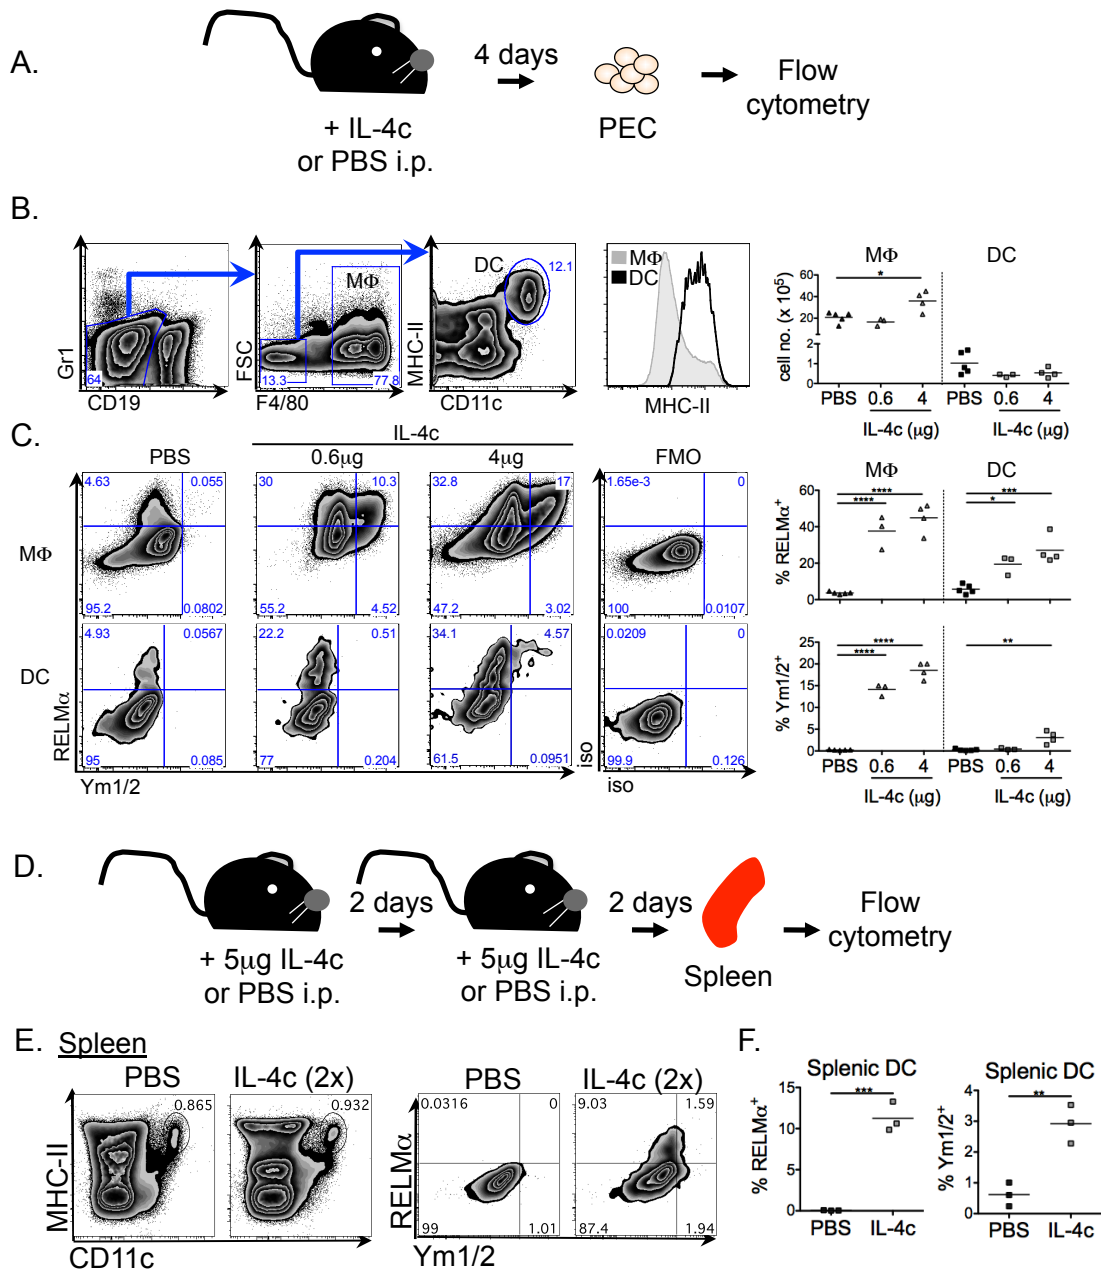 A.
4 days
+ IL-4c
or PBS i.p.
PEC
Flow
cytometry
B.
Gr1
64
CD19
FSC
MΦ
13.3
77.8
F4/80
MHC-II
DC
12.1
CD11c
MΦ
DC
MHC-II
MΦ
DC
*
cell no. (x 10⁵)
60
40
20
0
2
1
0
PBS
0.6
4
PBS
0.6
4
IL-4c (μg)
IL-4c (μg)
C.
IL-4c
PBS
0.6μg
4μg
FMO
MΦ
4.63
0.055
95.2
0.0802
30
10.3
55.2
4.52
32.8
17
47.2
3.02
1.65e-3
0
100
0.0107
DC
4.93
0.0567
95
0.085
22.2
0.51
77
0.204
34.1
4.57
61.5
0.0951
0.0209
0
99.9
0.126
RELMα
Ym1/2
iso
iso
MΦ
DC
% RELMα⁺
60
40
20
0
****
****
***
*
% Ym1/2⁺
25
20
15
10
5
0
****
****
**
PBS
0.6
4
PBS
0.6
4
IL-4c (μg)
IL-4c (μg)
D.
2 days
2 days
+ 5μg IL-4c
or PBS i.p.
+ 5μg IL-4c
or PBS i.p.
Spleen
Flow
cytometry
E.
Spleen
PBS
IL-4c (2x)
0.865
0.932
MHC-II
CD11c
PBS
IL-4c (2x)
0.0316
0
99
1.01
9.03
1.59
87.4
1.94
RELMα
Ym1/2
F.
Splenic DC
***
% RELMα⁺
15
10
5
0
PBS
IL-4c
Splenic DC
**
% Ym1/2+
4
3
2
1
0
PBS
IL-4c